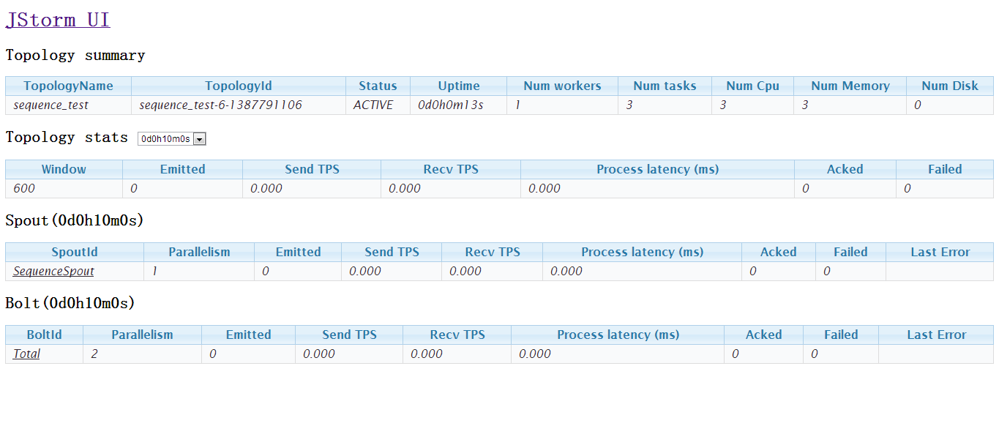 JStorm UI
Topology summary
TopologyName TopologyId Status Uptime Num workers Num tasks Num Cpu Num Memory Num Disk
sequence_test sequence_test-6-1387791106 ACTIVE 0d0h0m13s 1 3 3 3 0
Topology stats 0d0h10m0s
Window Emitted Send TPS Recv TPS Process latency (ms) Acked Failed
600 0 0.000 0.000 0.000 0 0
Spout(0d0h10m0s)
SpoutId Parallelism Emitted Send TPS Recv TPS Process latency (ms) Acked Failed Last Error
SequenceSpout 1 0 0.000 0.000 0.000 0 0
Bolt(0d0h10m0s)
BoltId Parallelism Emitted Send TPS Recv TPS Process latency (ms) Acked Failed Last Error
Total 2 0 0.000 0.000 0.000 0 0